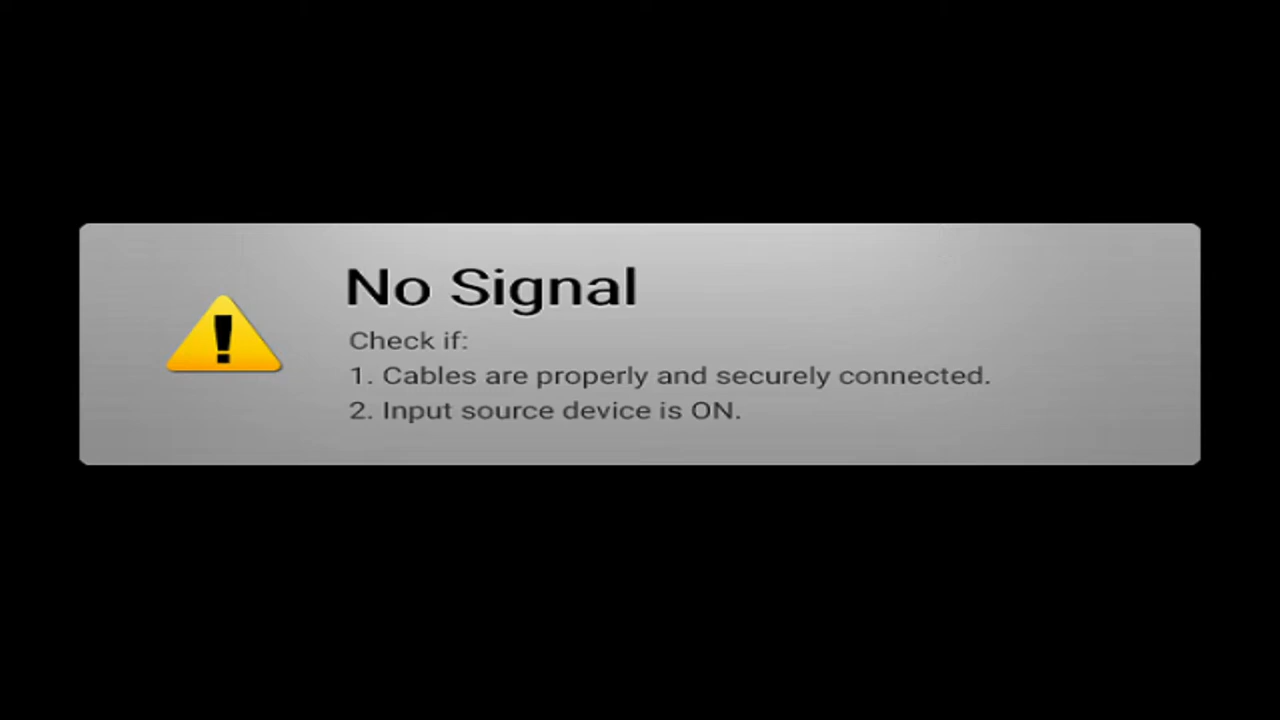 No Signal
Check if:
1. Cables are properly and securely connected.
2. Input source device is ON.